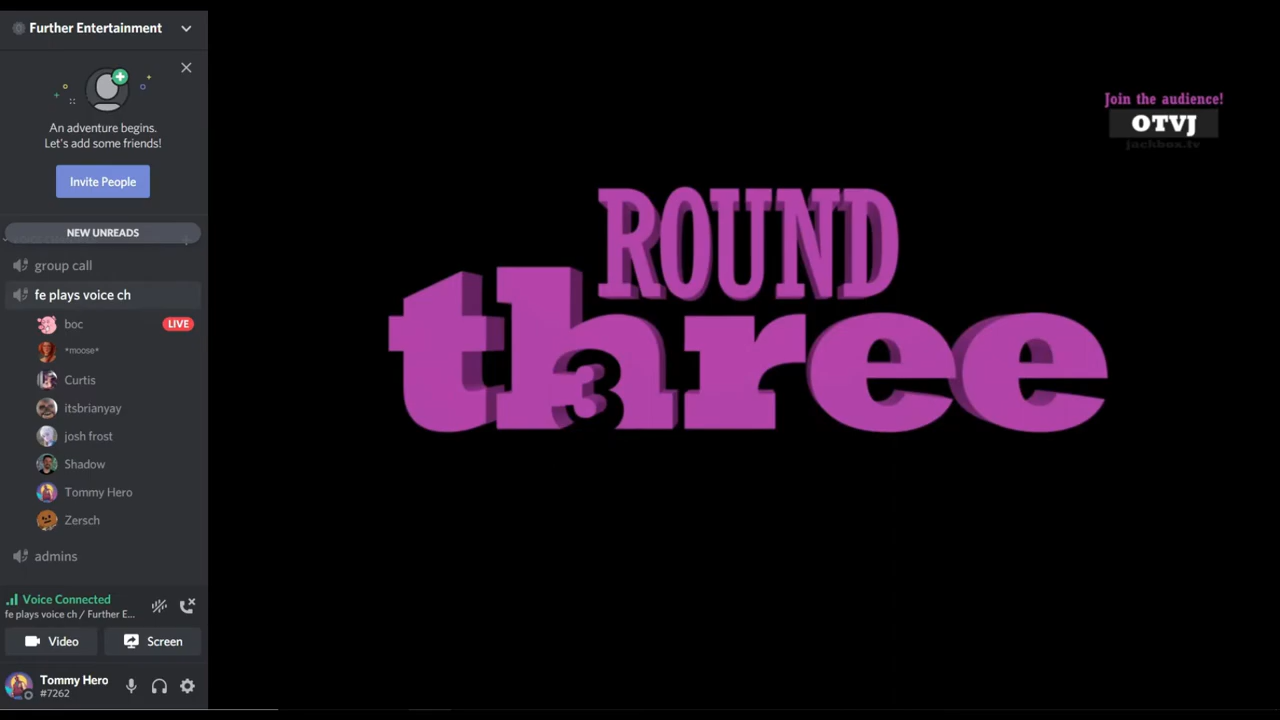 Further Entertainment
An adventure begins.
Let's add some friends!
Invite People
NEW UNREADS
group call
fe plays voice ch
boc LIVE
*moose*
Curtis
itsbrianyay
josh frost
Shadow
Tommy Hero
Zersch
admins
Voice Connected
fe plays voice ch / Further E...
Video Screen
Tommy Hero
#7262
Join the audience!
OTVJ
jackbox.tv
ROUND
three
3